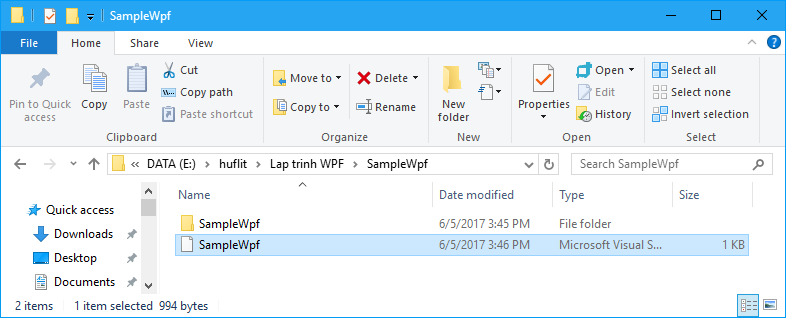 SampleWpf
File Home Share View
Pin to Quick access
Copy
Paste
Cut
Copy path
Paste shortcut
Clipboard
Move to
Copy to
Delete
Rename
Organize
New folder
New
Properties
Open
Edit
History
Open
Select all
Select none
Invert selection
Select
« DATA (E:) huflit Lap trinh WPF SampleWpf
Search SampleWpf
Name Date modified Type Size
Quick access
Downloads
Desktop
Documents
SampleWpf 6/5/2017 3:45 PM File folder
SampleWpf 6/5/2017 3:46 PM Microsoft Visual S... 1 KB
2 items 1 item selected 994 bytes